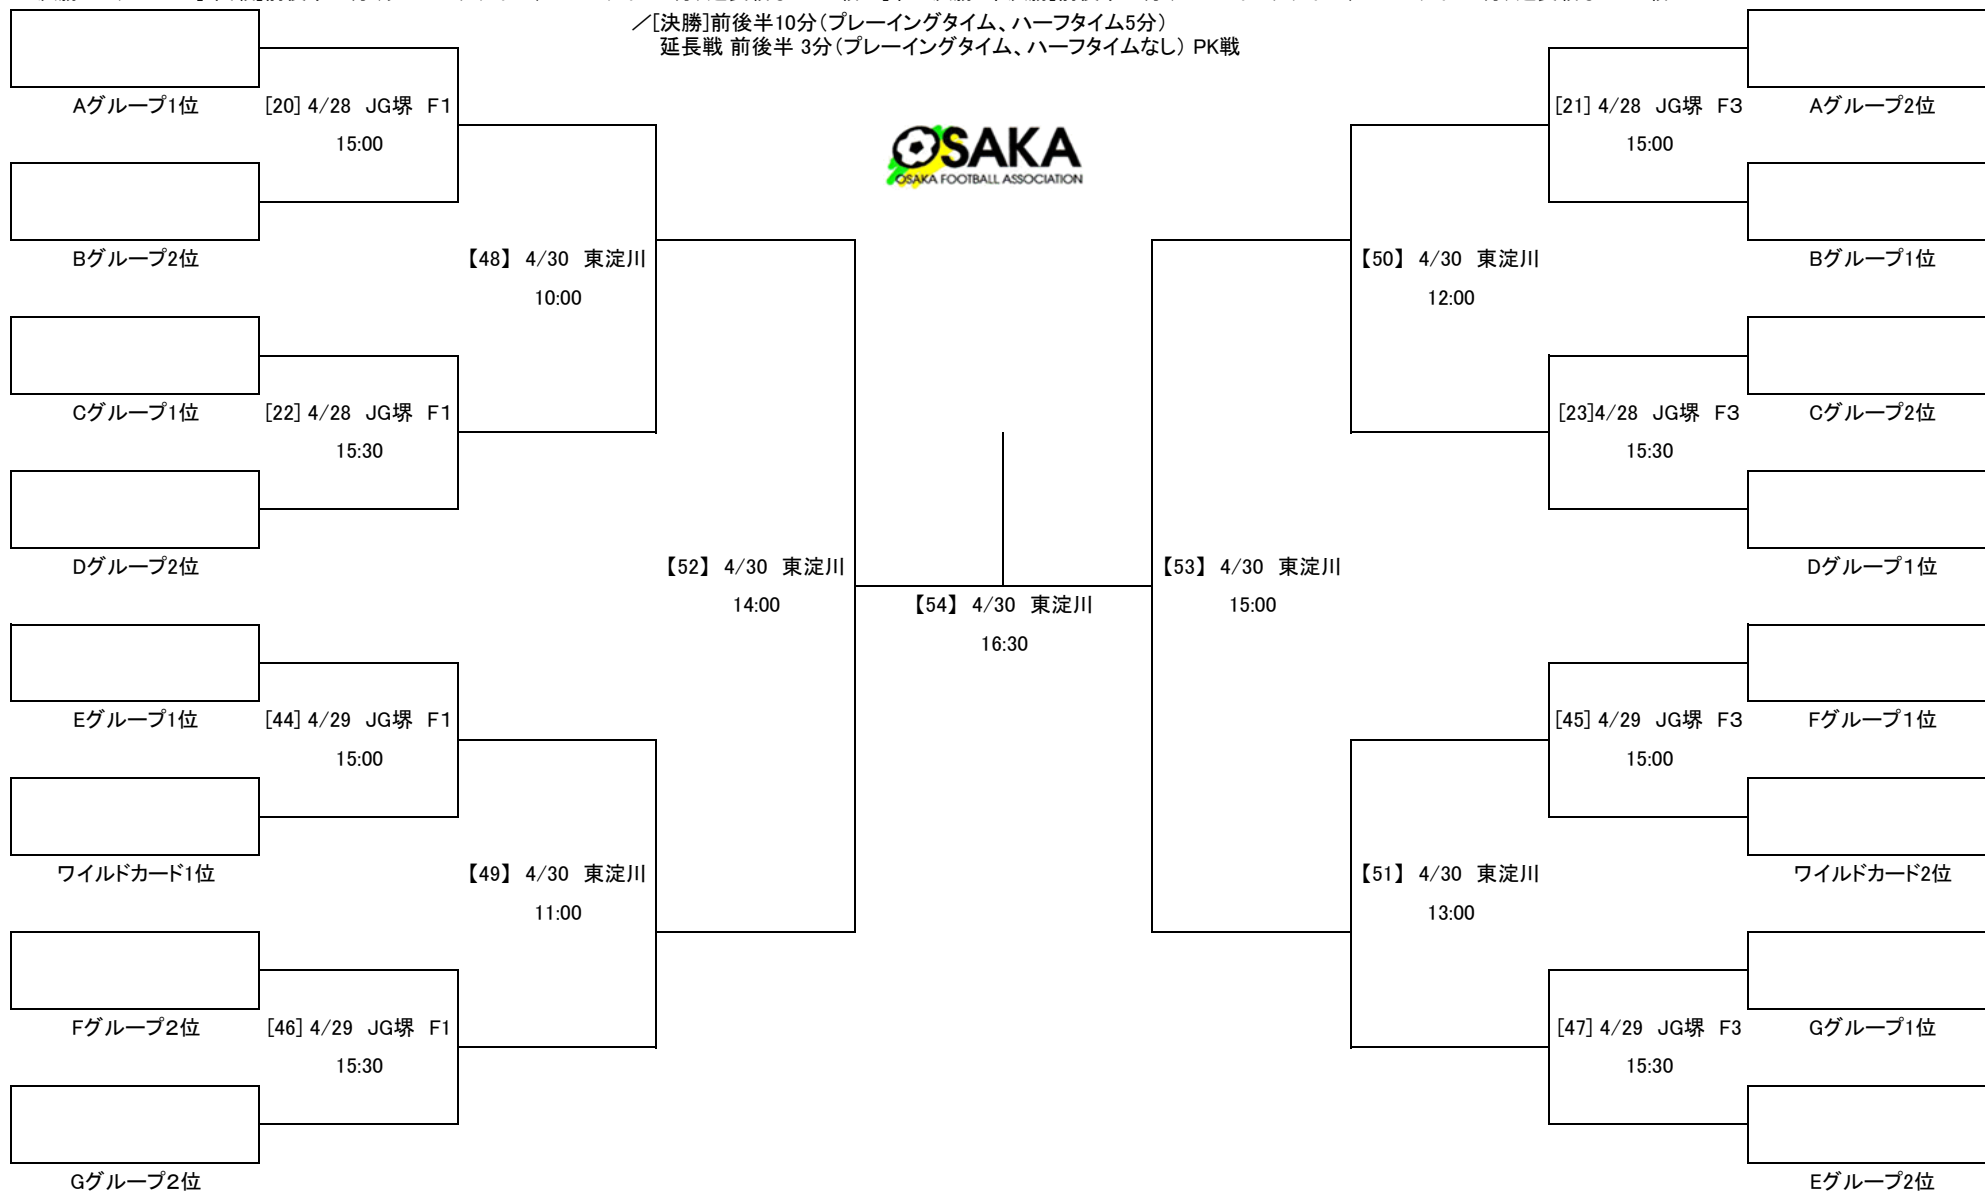 ／[決勝]前後半10分（プレーイングタイム、ハーフタイム5分）
延長戦 前後半 3分（プレーイングタイム、ハーフタイムなし） PK戦
OSAKA
OSAKA FOOTBALL ASSOCIATION
Aグループ1位
[20] 4/28 JG堺 F1
15:00
Bグループ2位
【48】 4/30 東淀川
10:00
Cグループ1位
[22] 4/28 JG堺 F1
15:30
Dグループ2位
【52】 4/30 東淀川
14:00
Eグループ1位
[44] 4/29 JG堺 F1
15:00
ワイルドカード1位
【49】 4/30 東淀川
11:00
Fグループ２位
[46] 4/29 JG堺 F1
15:30
Gグループ２位
【54】 4/30 東淀川
16:30
[21] 4/28 JG堺 F3
15:00
Aグループ2位
【50】 4/30 東淀川
12:00
Bグループ1位
[23]4/28 JG堺 F3
15:30
Cグループ2位
【53】 4/30 東淀川
15:00
Dグループ１位
[45] 4/29 JG堺 F3
15:00
Fグループ１位
【51】 4/30 東淀川
13:00
ワイルドカード2位
[47] 4/29 JG堺 F3
15:30
Gグループ1位
Eグループ2位